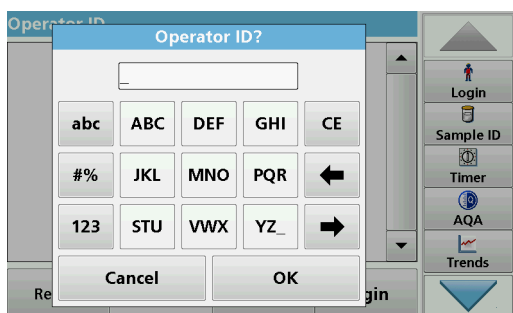 Operator ID
Operator ID?
_
abc ABC DEF GHI CE
#% JKL MNO PQR
123 STU VWX YZ_
Cancel OK
Login
Sample ID
Timer
AQA
Trends